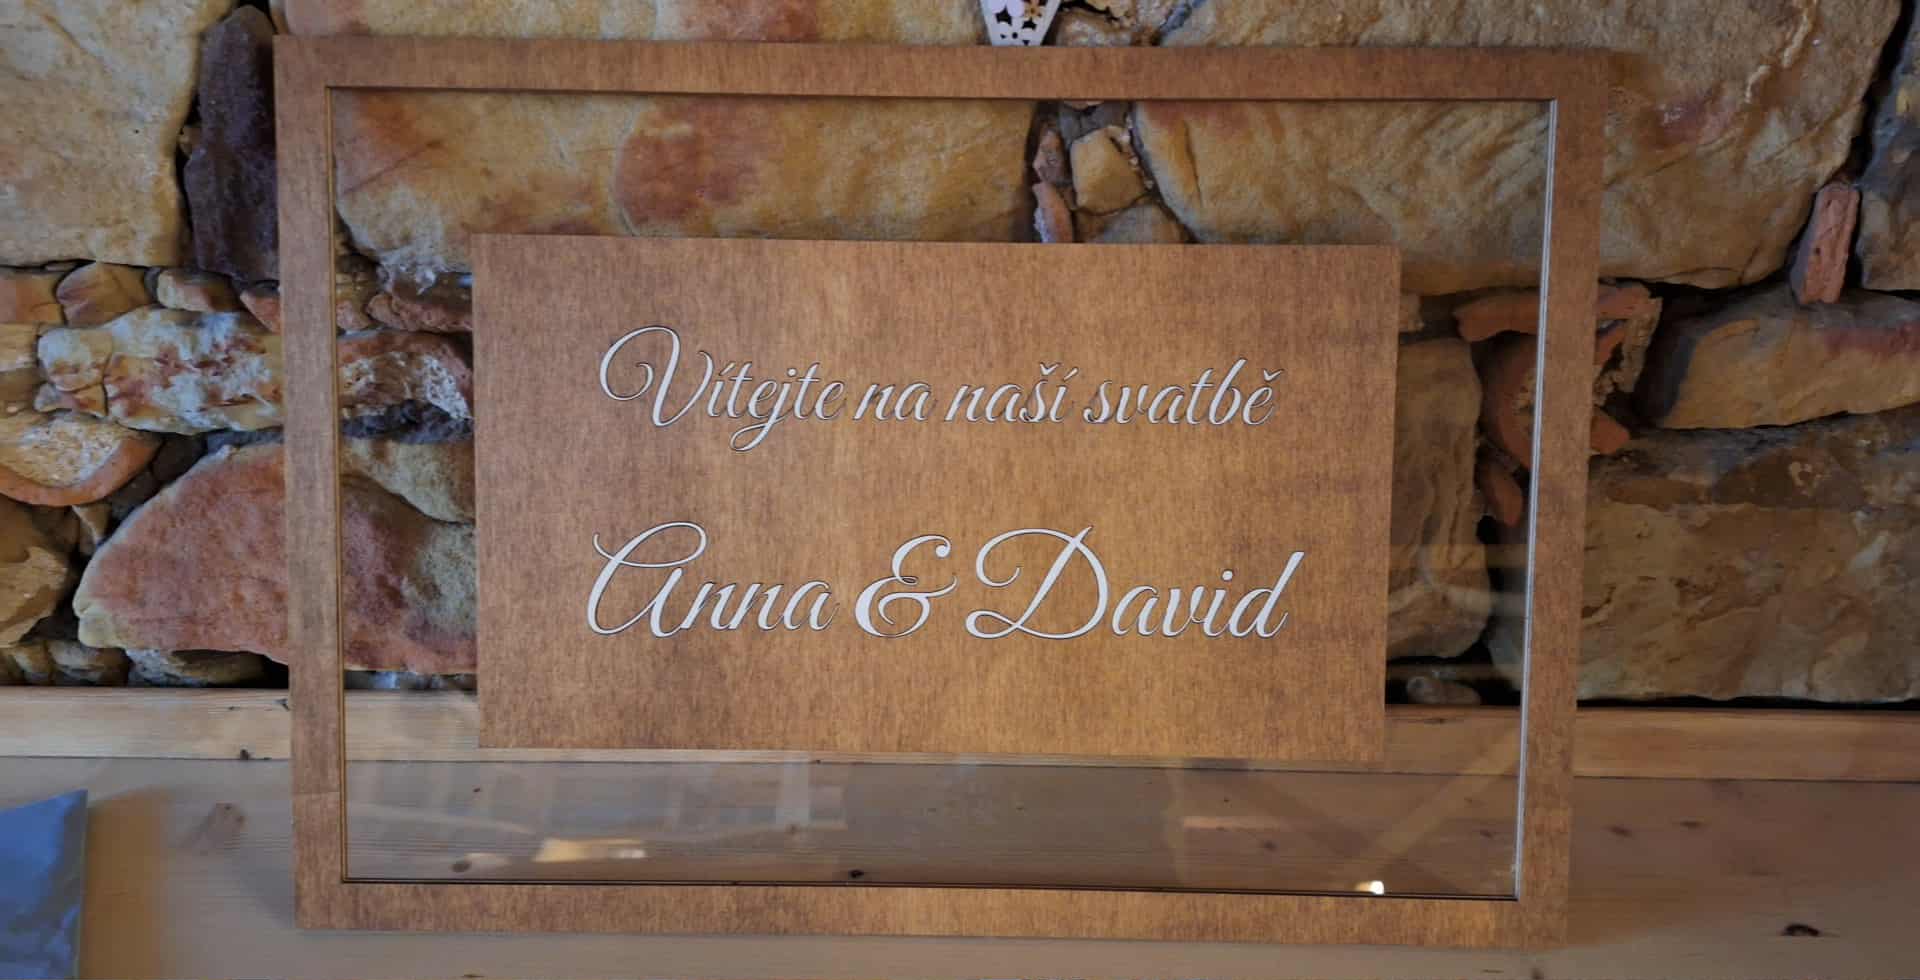 Vítejte na naší svatbě
Anna & David